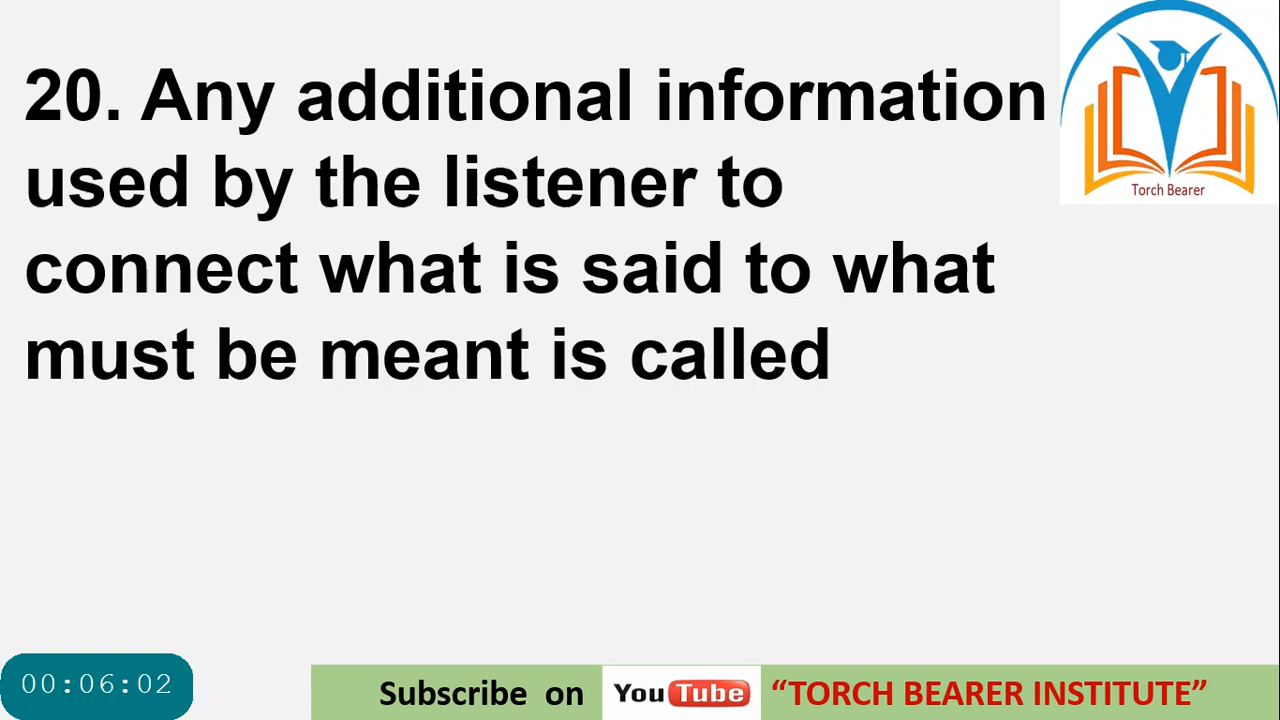 20. Any additional information
used by the listener to
connect what is said to what
must be meant is called
Torch Bearer
00:06:02
Subscribe on YouTube “TORCH BEARER INSTITUTE”